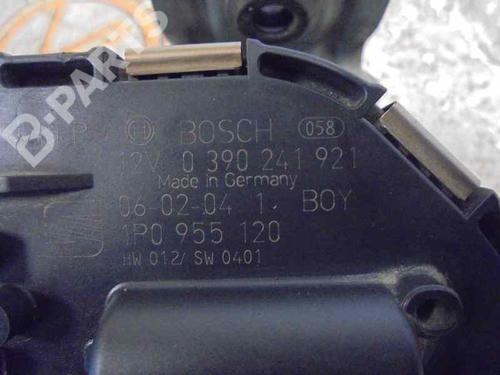 BOSCH 058
12V 0 390 241 921
Made in Germany
06-02-04 1. BOY
1P0 955 120
HW 012/ SW 0401